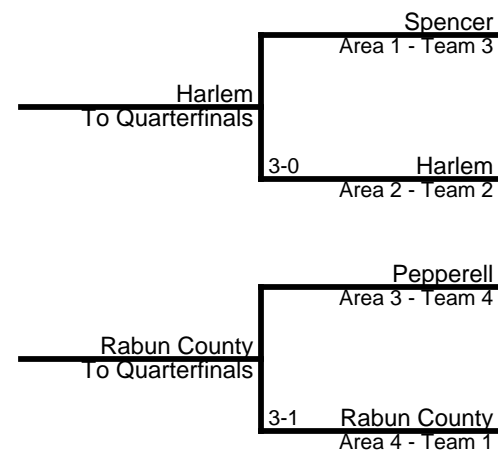 Spencer
Area 1 - Team 3
Harlem
To Quarterfinals
3-0 Harlem
Area 2 - Team 2
Pepperell
Area 3 - Team 4
Rabun County
To Quarterfinals
3-1 Rabun County
Area 4 - Team 1